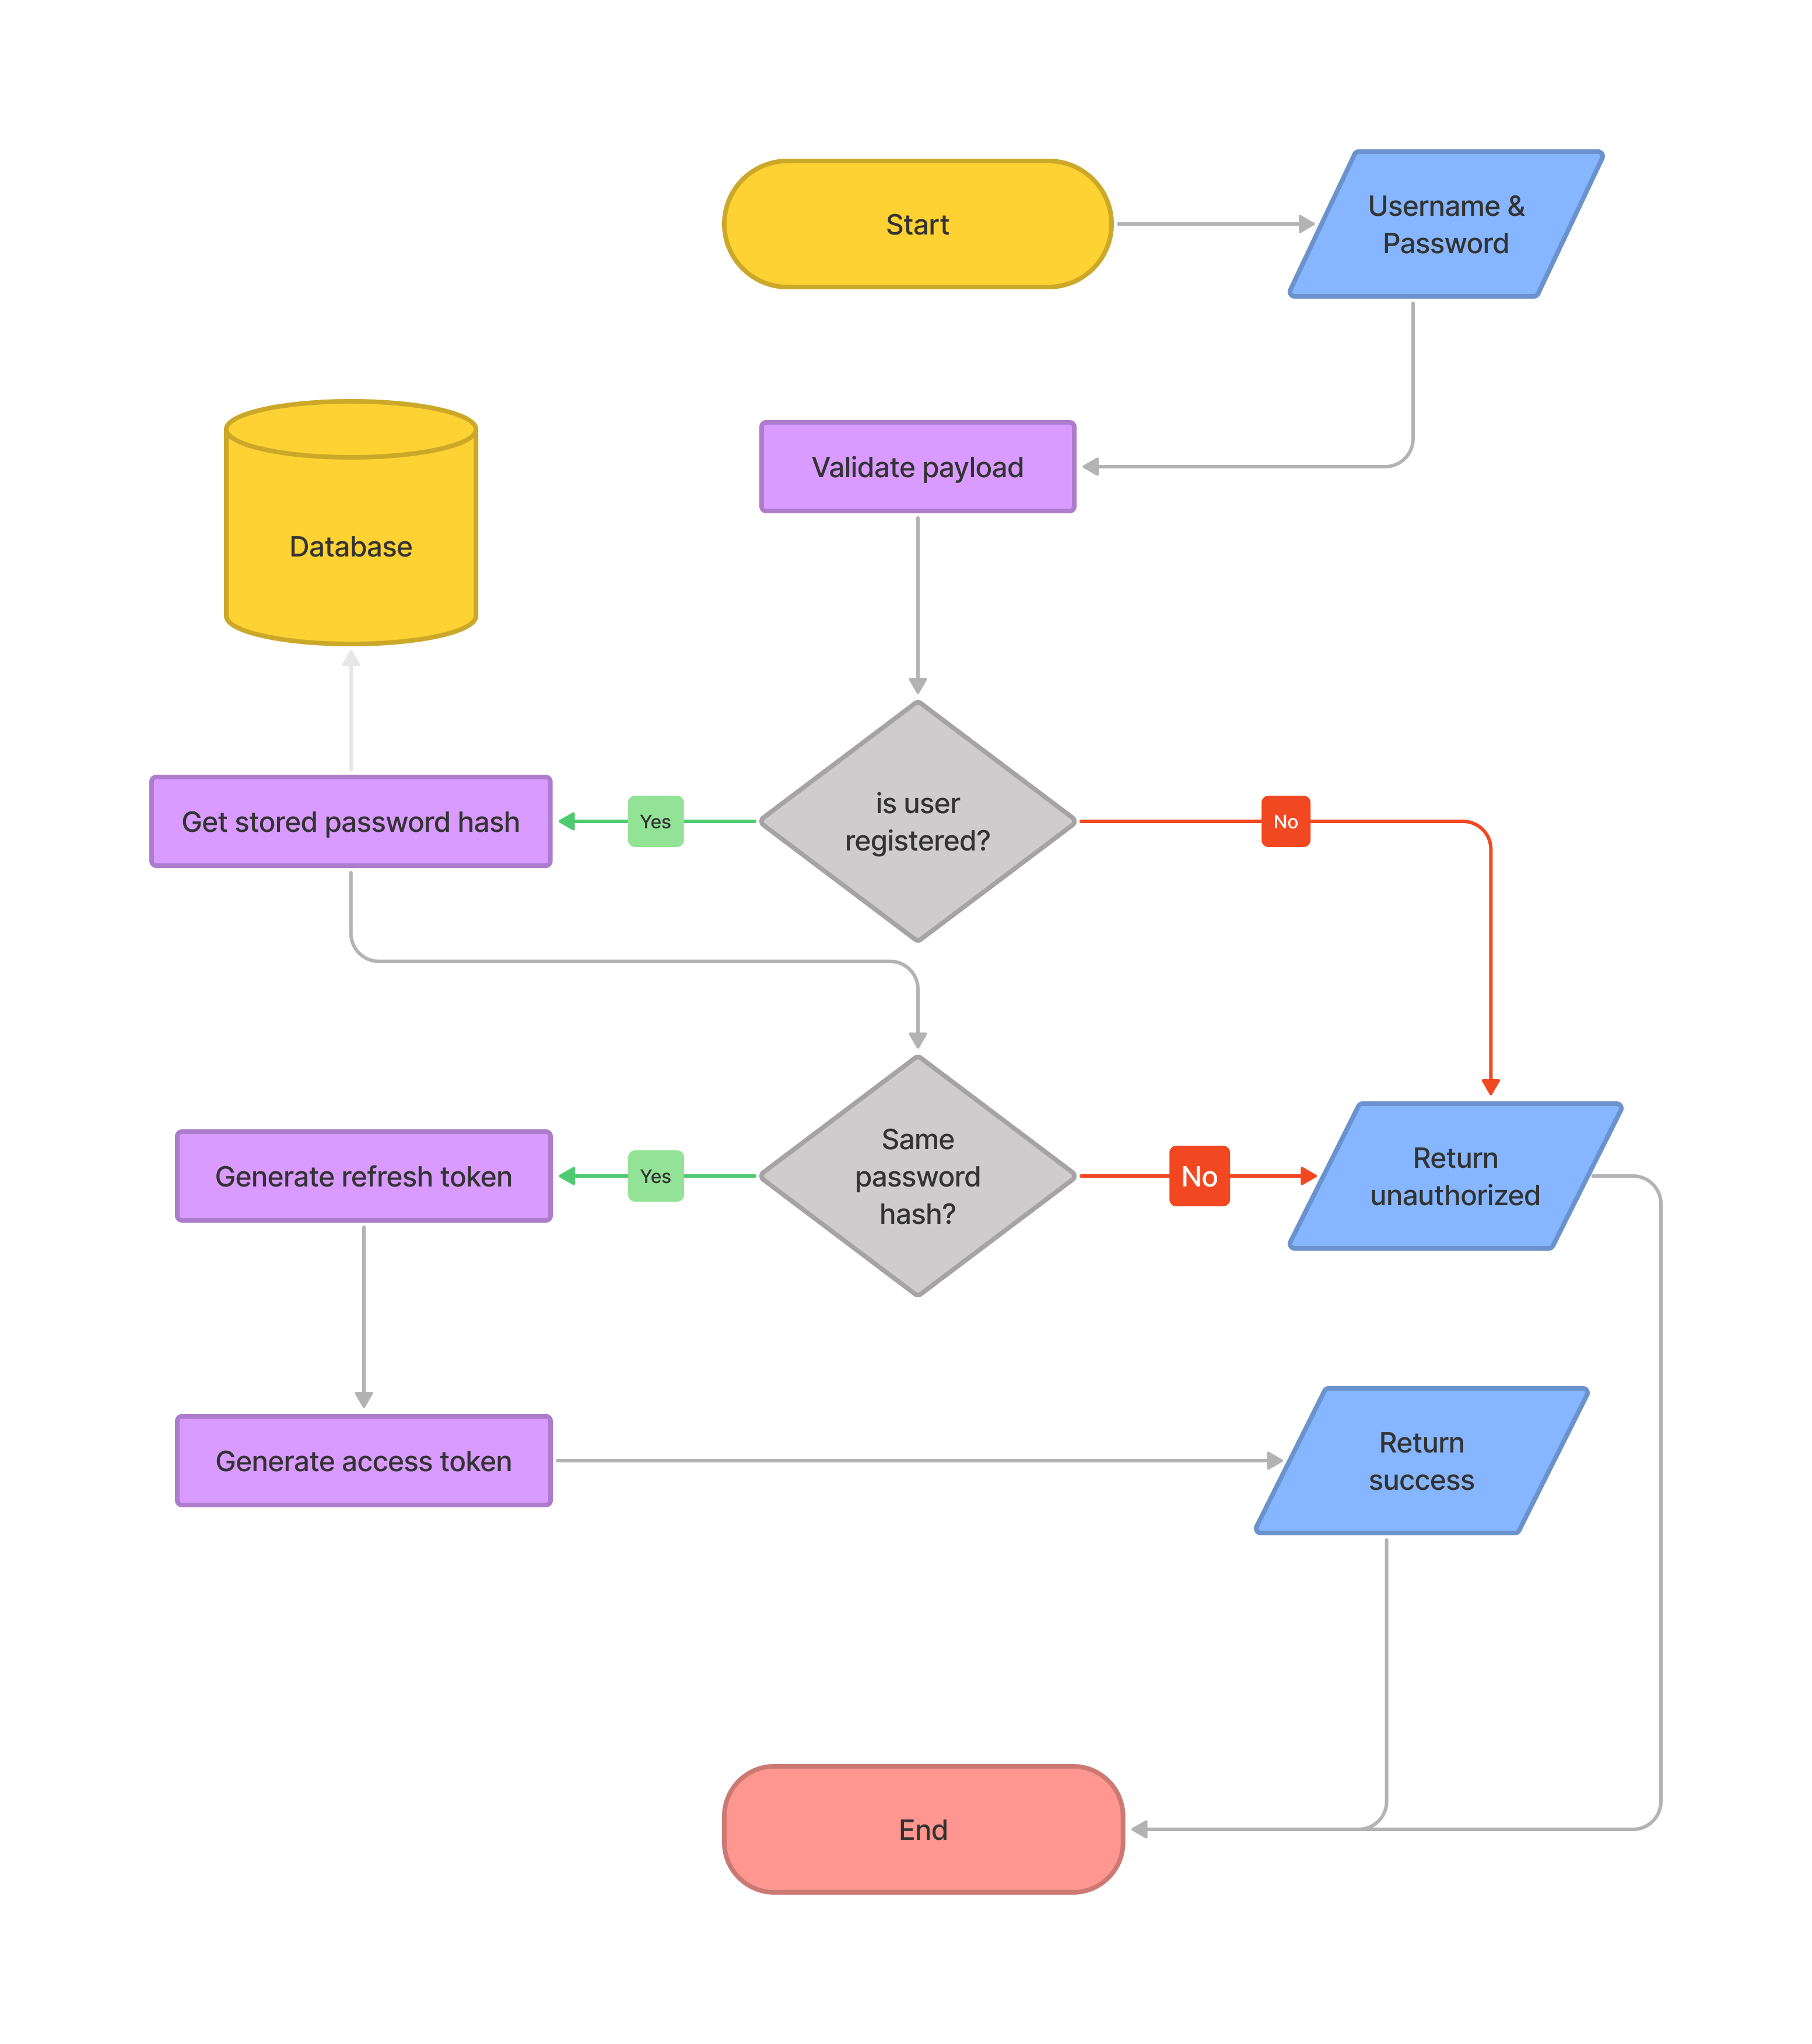 Start
Username &
Password
Validate payload
Database
is user
registered?
Yes
No
Get stored password hash
Same
password
hash?
Yes
No
Generate refresh token
Return
unauthorized
Generate access token
Return
success
End